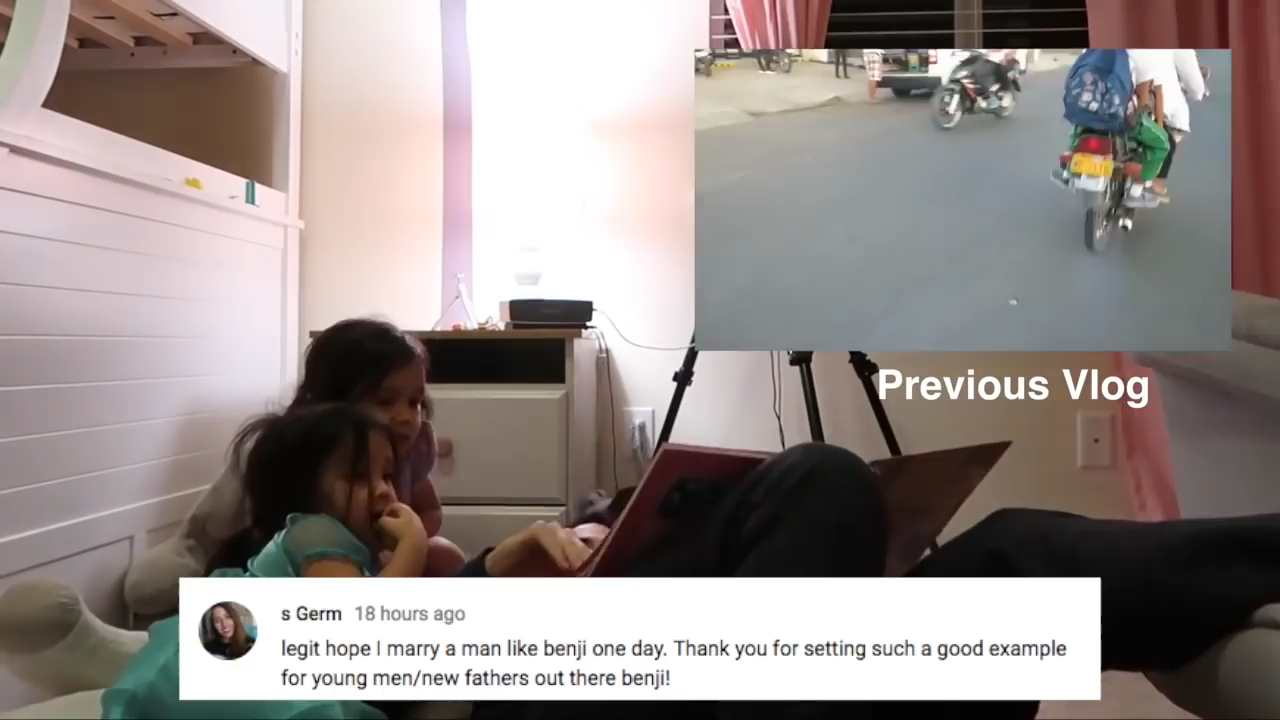 Previous Vlog
s Germ 18 hours ago
legit hope I marry a man like benji one day. Thank you for setting such a good example
for young men/new fathers out there benji!